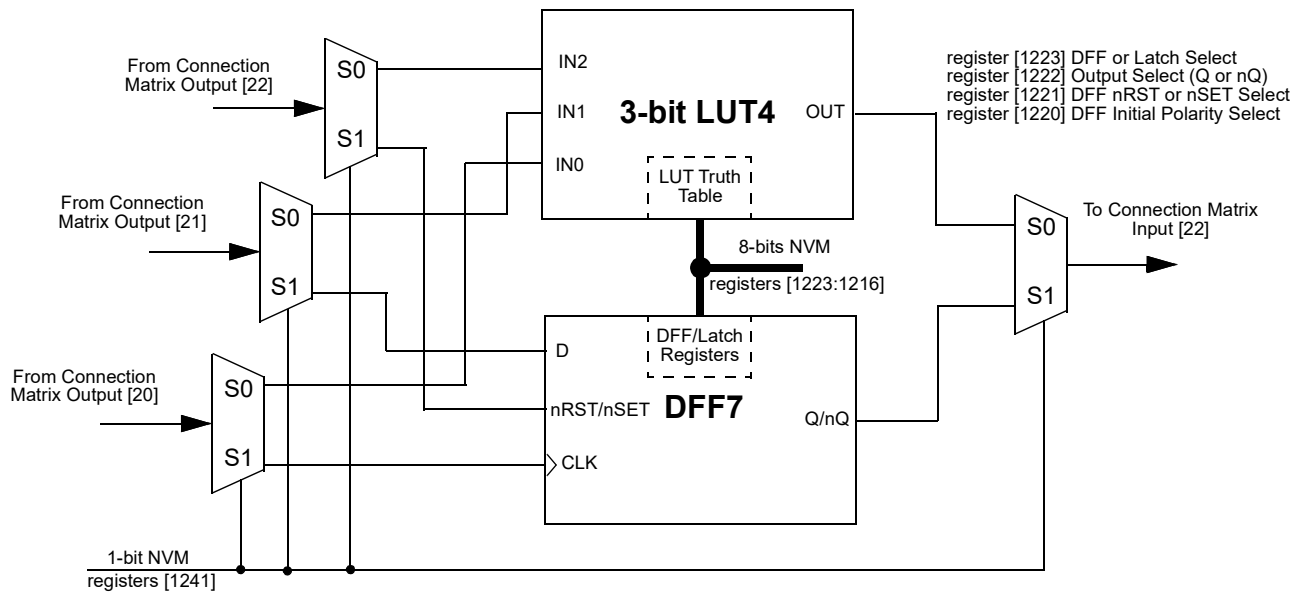 From Connection
Matrix Output [22]
S0
S1
IN2
IN1
IN0
3-bit LUT4
OUT
LUT Truth
Table
register [1223] DFF or Latch Select
register [1222] Output Select (Q or nQ)
register [1221] DFF nRST or nSET Select
register [1220] DFF Initial Polarity Select
From Connection
Matrix Output [21]
S0
S1
8-bits NVM
registers [1223:1216]
S0
S1
To Connection Matrix
Input [22]
From Connection
Matrix Output [20]
S0
S1
D
nRST/nSET
CLK
DFF/Latch
Registers
DFF7
Q/nQ
1-bit NVM
registers [1241]